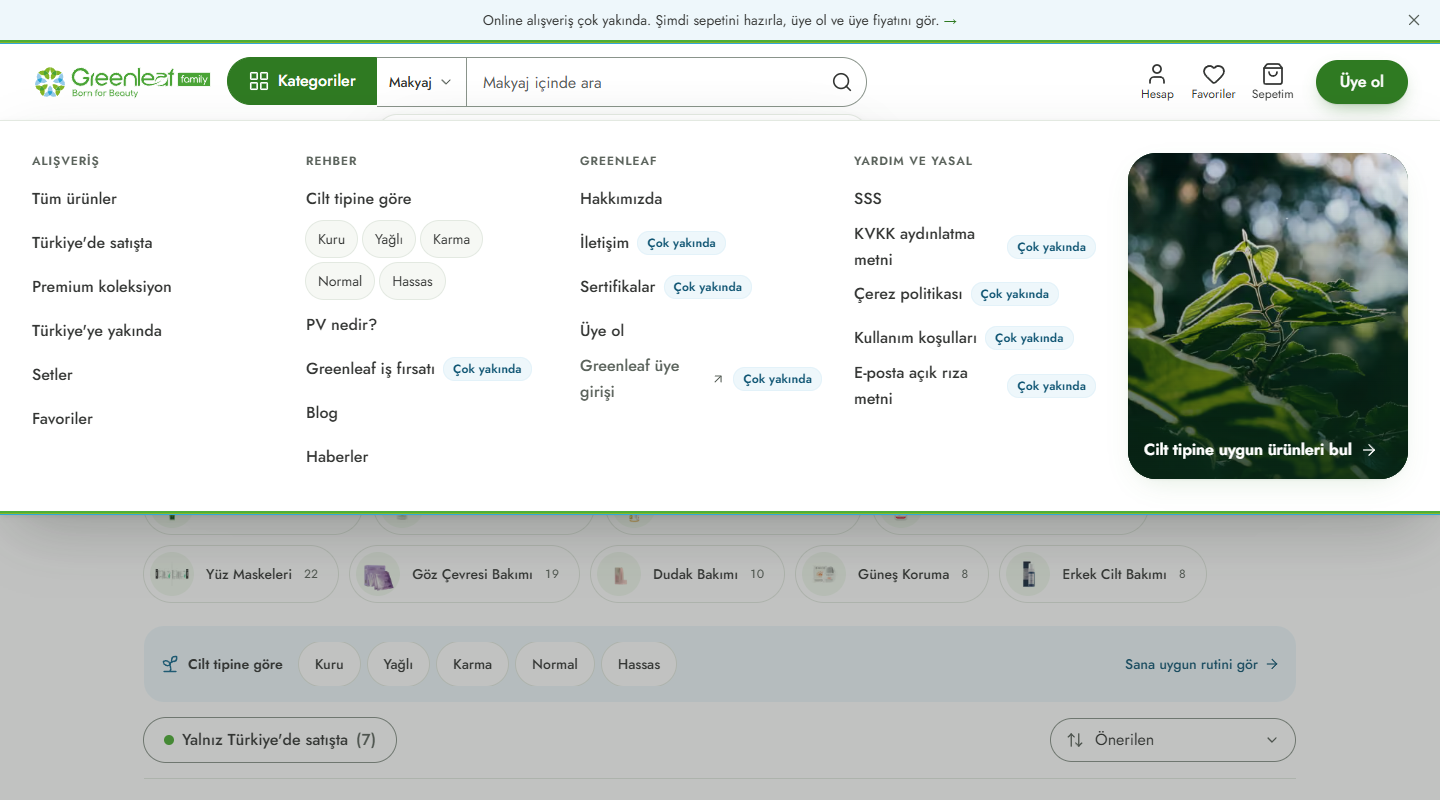 Online alışveriş çok yakında. Şimdi sepetini hazırla, üye ol ve üye fiyatını gör. →
Greenleaf family
Born for Beauty
Kategoriler
Makyaj
Makyaj içinde ara
Hesap
Favoriler
Sepetim
Üye ol
ALIŞVERİŞ
Tüm ürünler
Türkiye'de satışta
Premium koleksiyon
Türkiye'ye yakında
Setler
Favoriler
REHBER
Cilt tipine göre
Kuru Yağlı Karma
Normal Hassas
PV nedir?
Greenleaf iş fırsatı Çok yakında
Blog
Haberler
GREENLEAF
Hakkımızda
İletişim Çok yakında
Sertifikalar Çok yakında
Üye ol
Greenleaf üye
girişi
Çok yakında
YARDIM VE YASAL
SSS
KVKK aydınlatma
metni
Çok yakında
Çerez politikası Çok yakında
Kullanım koşulları Çok yakında
E-posta açık rıza
metni
Çok yakında
Cilt tipine uygun ürünleri bul →
Yüz Maskeleri 22
Göz Çevresi Bakımı 19
Dudak Bakımı 10
Güneş Koruma 8
Erkek Cilt Bakımı 8
Cilt tipine göre
Kuru Yağlı Karma Normal Hassas
Sana uygun rutini gör →
Yalnız Türkiye'de satışta (7)
Önerilen